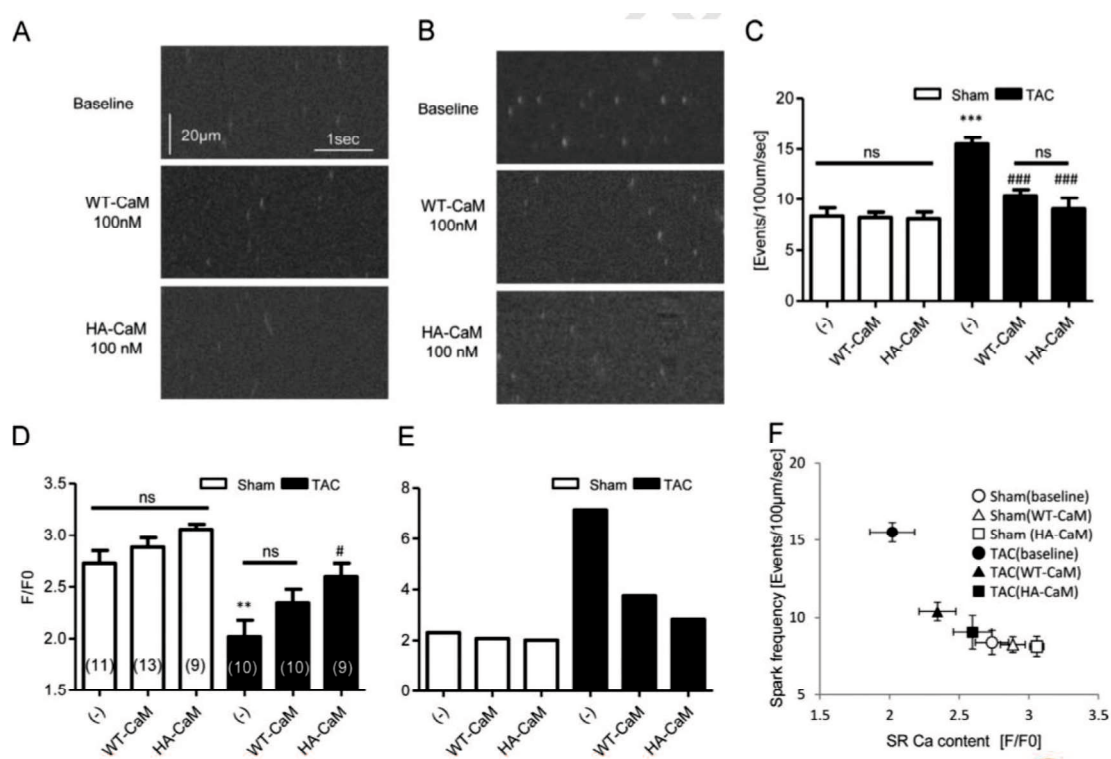 A
Baseline
20μm
1sec
WT-CaM
100nM
HA-CaM
100 nM
B
Baseline
WT-CaM
100nM
HA-CaM
100 nM
C
Sham TAC
[Events/100um/sec]
20
15
10
5
0
ns
***
ns
###
###
(-)
WT-CaM
HA-CaM
(-)
WT-CaM
HA-CaM
D
Sham TAC
F/F0
3.5
3.0
2.5
2.0
1.5
ns
ns
**
#
(11)
(13)
(9)
(10)
(10)
(9)
(-)
WT-CaM
HA-CaM
(-)
WT-CaM
HA-CaM
E
Sham TAC
8
6
4
2
0
(-)
WT-CaM
HA-CaM
(-)
WT-CaM
HA-CaM
F
Spark frequency [Events/100μm/sec]
20
15
10
5
Sham(baseline)
Sham(WT-CaM)
Sham (HA-CaM)
TAC(baseline)
TAC(WT-CaM)
TAC(HA-CaM)
1.5 2 2.5 3 3.5
SR Ca content [F/F0]